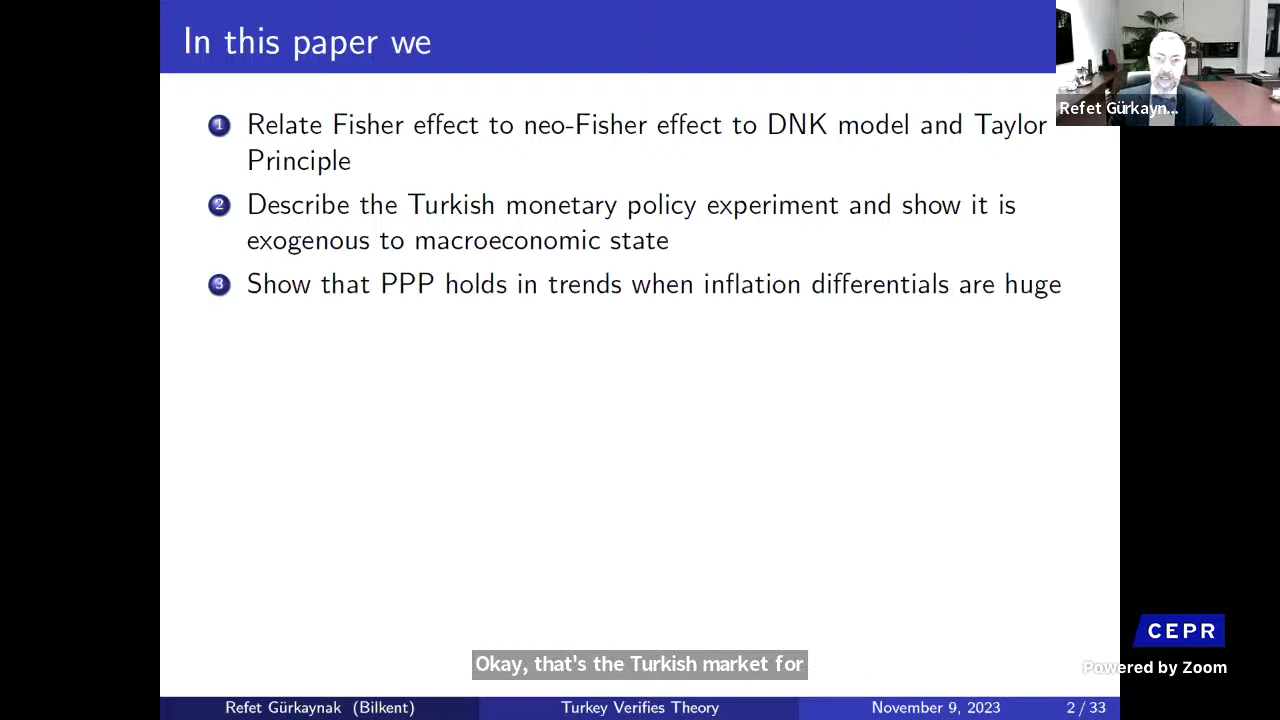 In this paper we
Refet Gürkayn...
1 Relate Fisher effect to neo-Fisher effect to DNK model and Taylor
Principle
2 Describe the Turkish monetary policy experiment and show it is
exogenous to macroeconomic state
3 Show that PPP holds in trends when inflation differentials are huge
CEPR
Okay, that's the Turkish market for
Powered by Zoom
Refet Gürkaynak (Bilkent) Turkey Verifies Theory November 9, 2023 2 / 33